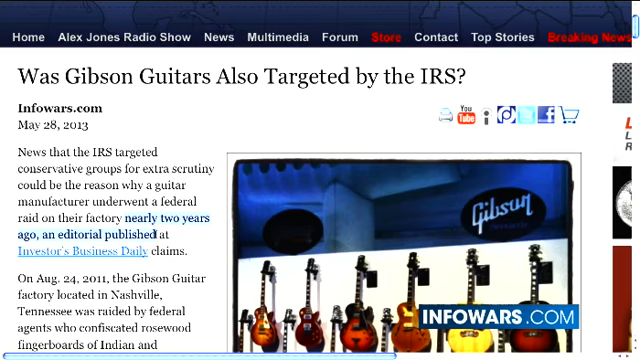 Home Alex Jones Radio Show News Multimedia Forum Store Contact Top Stories Breaking News
Was Gibson Guitars Also Targeted by the IRS?
Infowars.com
May 28, 2013
You
Tube
News that the IRS targeted
conservative groups for extra scrutiny
could be the reason why a guitar
manufacturer underwent a federal
raid on their factory nearly two years
ago, an editorial published at
Investor's Business Daily claims.
On Aug. 24, 2011, the Gibson Guitar
factory located in Nashville,
Tennessee was raided by federal
agents who confiscated rosewood
fingerboards of Indian and
Gibson
INFOWARS.COM
L
L
R